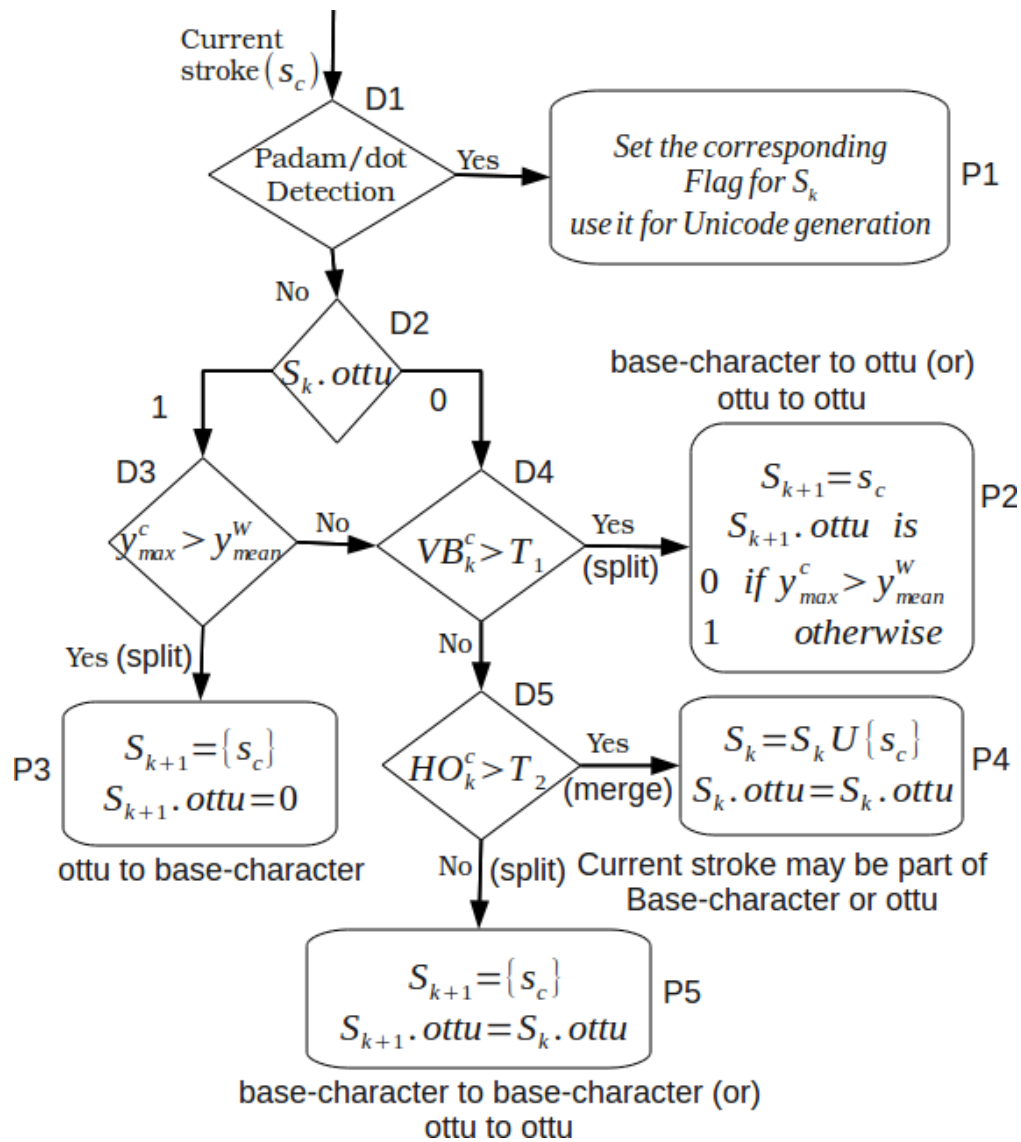 Current
stroke(s_c)
D1
Padam/dot
Detection
Yes
Set the corresponding
Flag for S_k
use it for Unicode generation
P1
No
D2
S_k.ottu
1
0
base-character to ottu (or)
ottu to ottu
D3
y^c_max > y^W_mean
No
D4
VB^c_k > T_1
Yes
(split)
S_{k+1}=s_c
S_{k+1}.ottu is
0 if y^c_max > y^W_mean
1 otherwise
P2
Yes (split)
No
P3
S_{k+1}={s_c}
S_{k+1}.ottu=0
ottu to base-character
D5
HO^c_k > T_2
Yes
(merge)
S_k=S_k U{s_c}
S_k.ottu=S_k.ottu
P4
Current stroke may be part of
Base-character or ottu
No (split)
S_{k+1}={s_c}
S_{k+1}.ottu=S_k.ottu
P5
base-character to base-character (or)
ottu to ottu